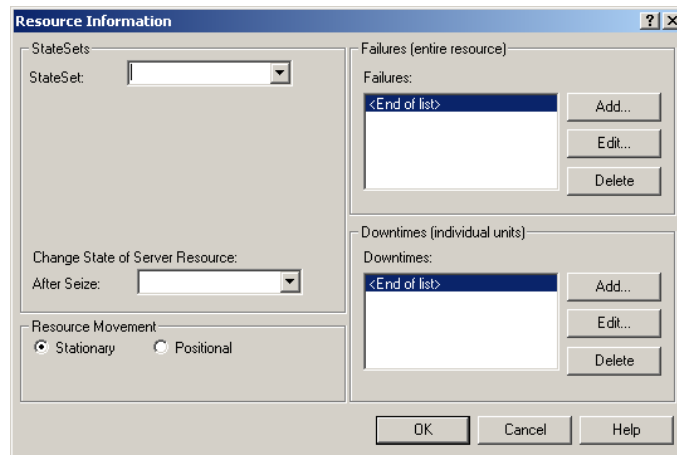 Resource Information
StateSets
StateSet:
Change State of Server Resource:
After Seize:
Resource Movement
Stationary Positional
Failures (entire resource)
Failures:
<End of list>
Add...
Edit...
Delete
Downtimes (individual units)
Downtimes:
<End of list>
Add...
Edit...
Delete
OK Cancel Help